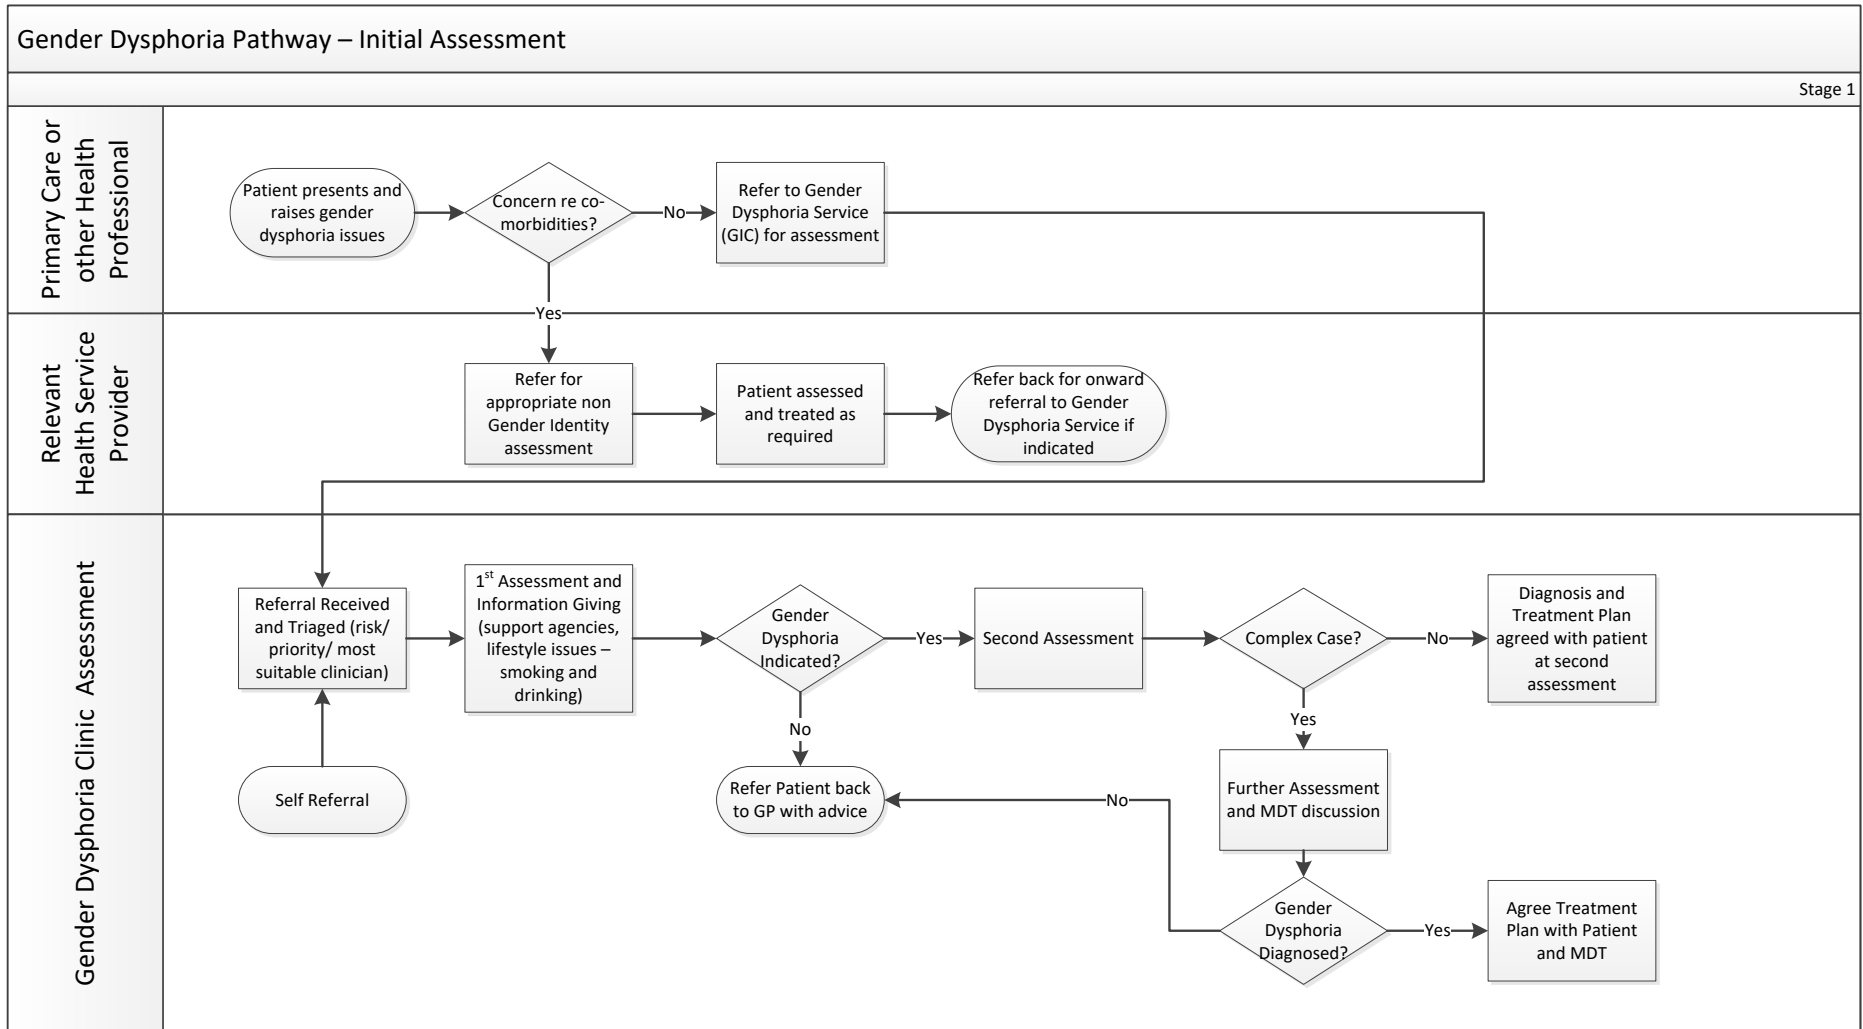 Gender Dysphoria Pathway – Initial Assessment
Stage 1
Primary Care or
other Health
Professional
Patient presents and
raises gender
dysphoria issues
Concern re co-
morbidities?
No
Refer to Gender
Dysphoria Service
(GIC) for assessment
Yes
Relevant
Health Service
Provider
Refer for
appropriate non
Gender Identity
assessment
Patient assessed
and treated as
required
Refer back for onward
referral to Gender
Dysphoria Service if
indicated
Gender Dysphoria Clinic Assessment
Referral Received
and Triaged (risk/
priority/ most
suitable clinician)
1st Assessment and
Information Giving
(support agencies,
lifestyle issues –
smoking and
drinking)
Gender
Dysphoria
Indicated?
Yes
Second Assessment
Complex Case?
No
Diagnosis and
Treatment Plan
agreed with patient
at second
assessment
No
Yes
Self Referral
Refer Patient back
to GP with advice
No
Further Assessment
and MDT discussion
Gender
Dysphoria
Diagnosed?
Yes
Agree Treatment
Plan with Patient
and MDT